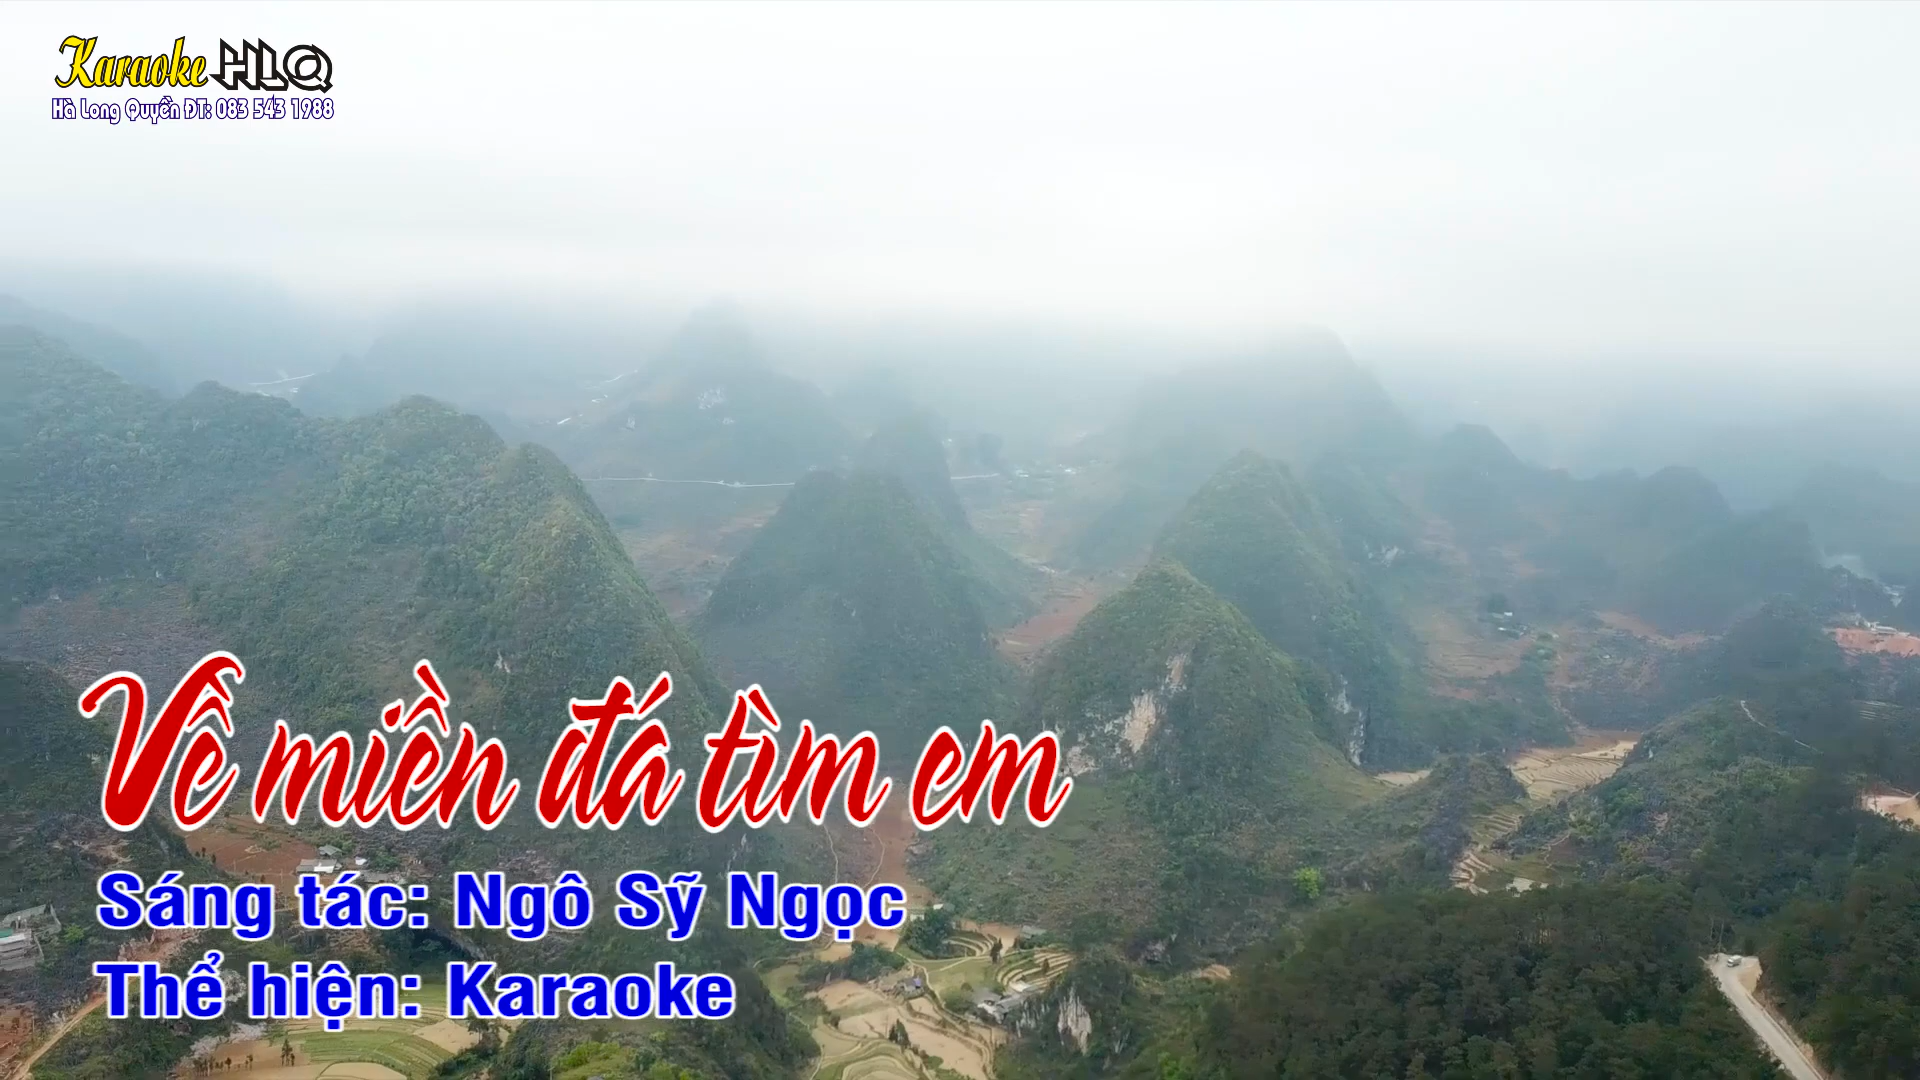 Karaoke HLQ
Hà Long Quyền ĐT: 083 543 1988
Về miền đá tìm em
Sáng tác: Ngô Sỹ Ngọc
Thể hiện: Karaoke